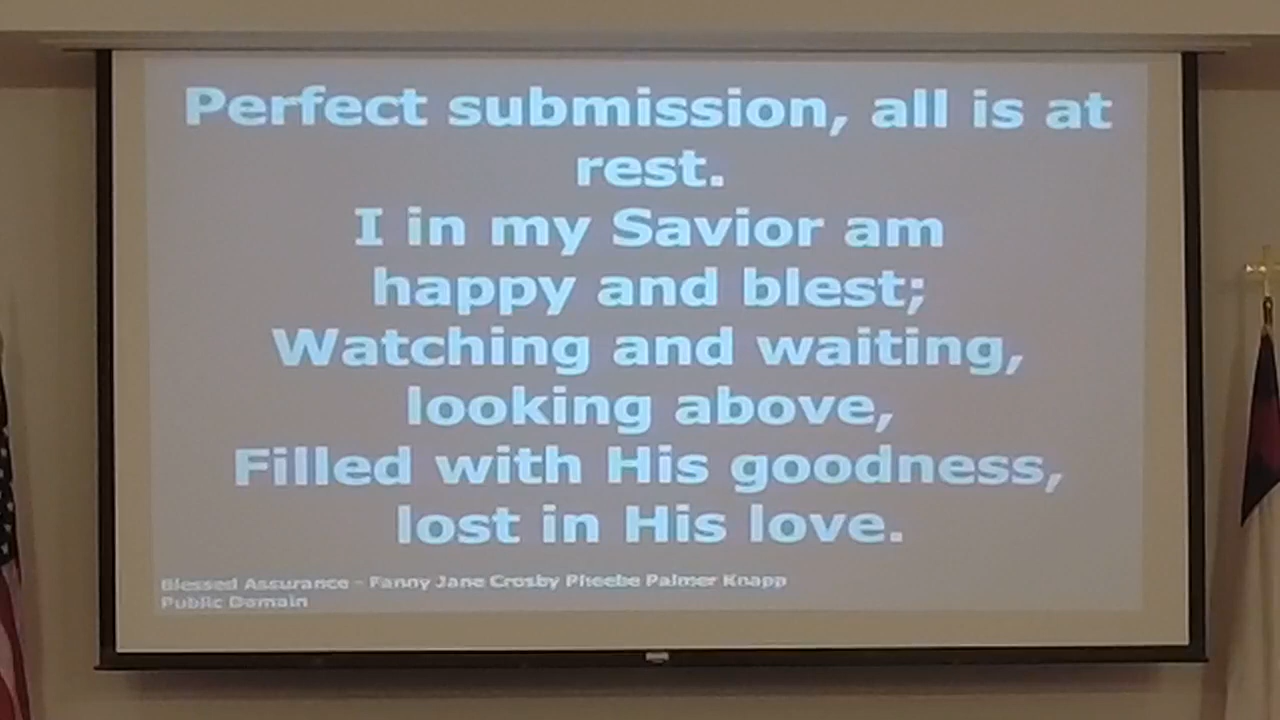 Perfect submission, all is at
rest.
I in my Savior am
happy and blest;
Watching and waiting,
looking above,
Filled with His goodness,
lost in His love.
Blessed Assurance - Fanny Jane Crosby Pheebe Palmer Knapp
Public Domain